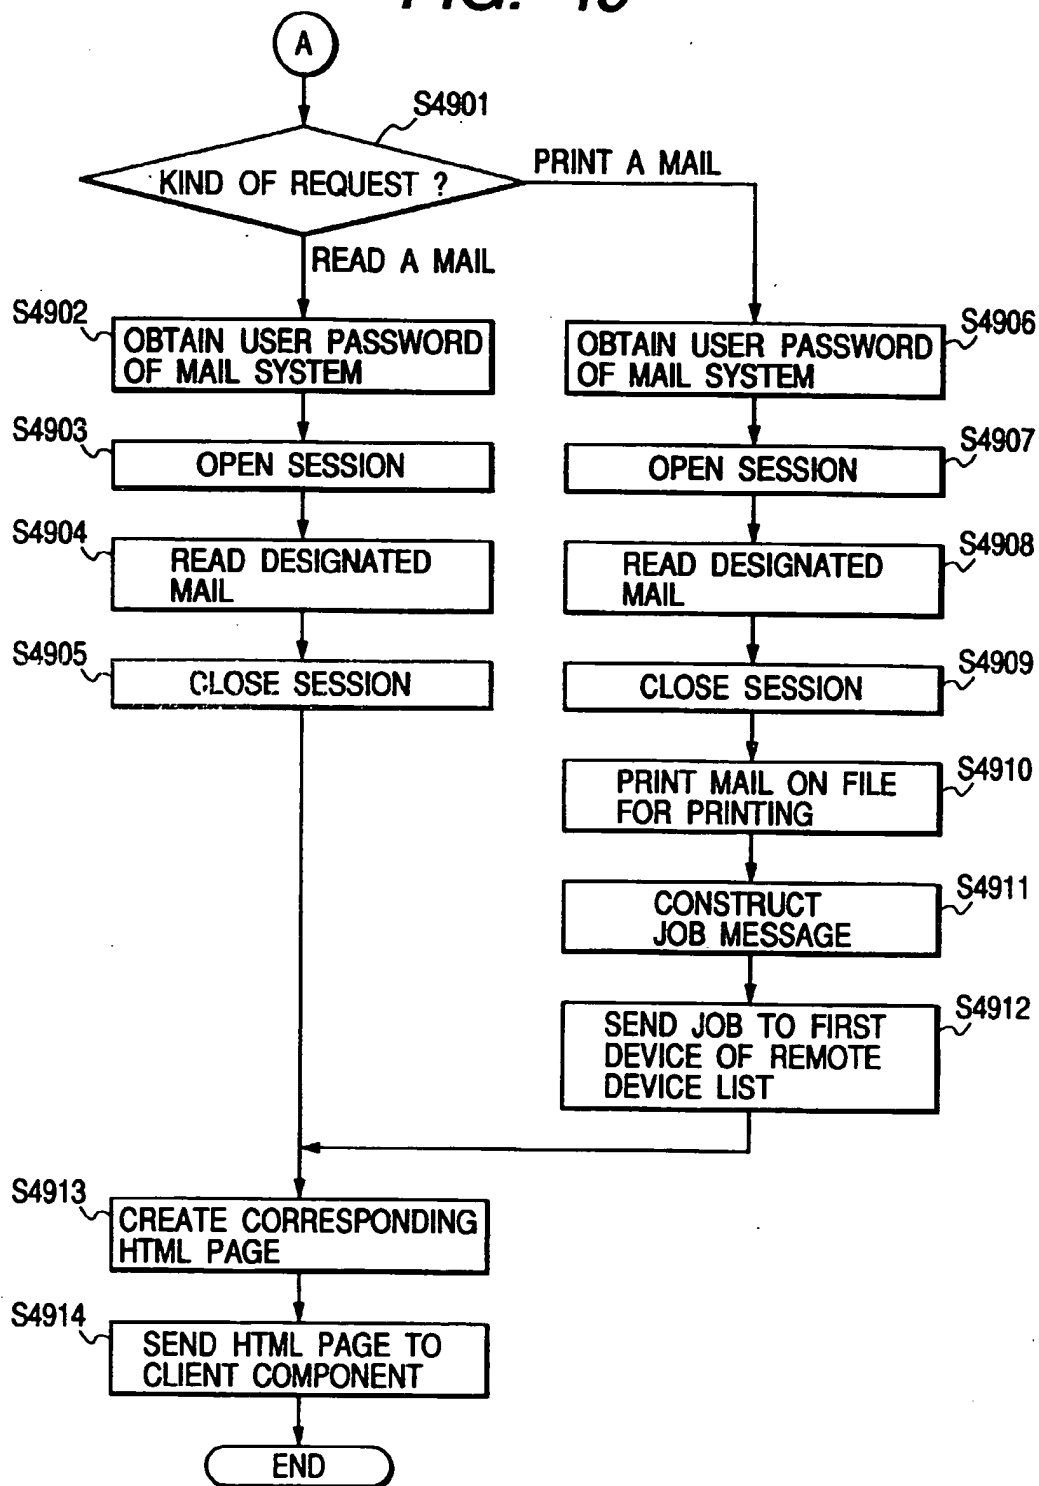 A
S4901
KIND OF REQUEST ?
PRINT A MAIL
READ A MAIL
S4902
OBTAIN USER PASSWORD
OF MAIL SYSTEM
S4903
OPEN SESSION
S4904
READ DESIGNATED
MAIL
S4905
CLOSE SESSION
S4906
OBTAIN USER PASSWORD
OF MAIL SYSTEM
S4907
OPEN SESSION
S4908
READ DESIGNATED
MAIL
S4909
CLOSE SESSION
S4910
PRINT MAIL ON FILE
FOR PRINTING
S4911
CONSTRUCT
JOB MESSAGE
S4912
SEND JOB TO FIRST
DEVICE OF REMOTE
DEVICE LIST
S4913
CREATE CORRESPONDING
HTML PAGE
S4914
SEND HTML PAGE TO
CLIENT COMPONENT
END